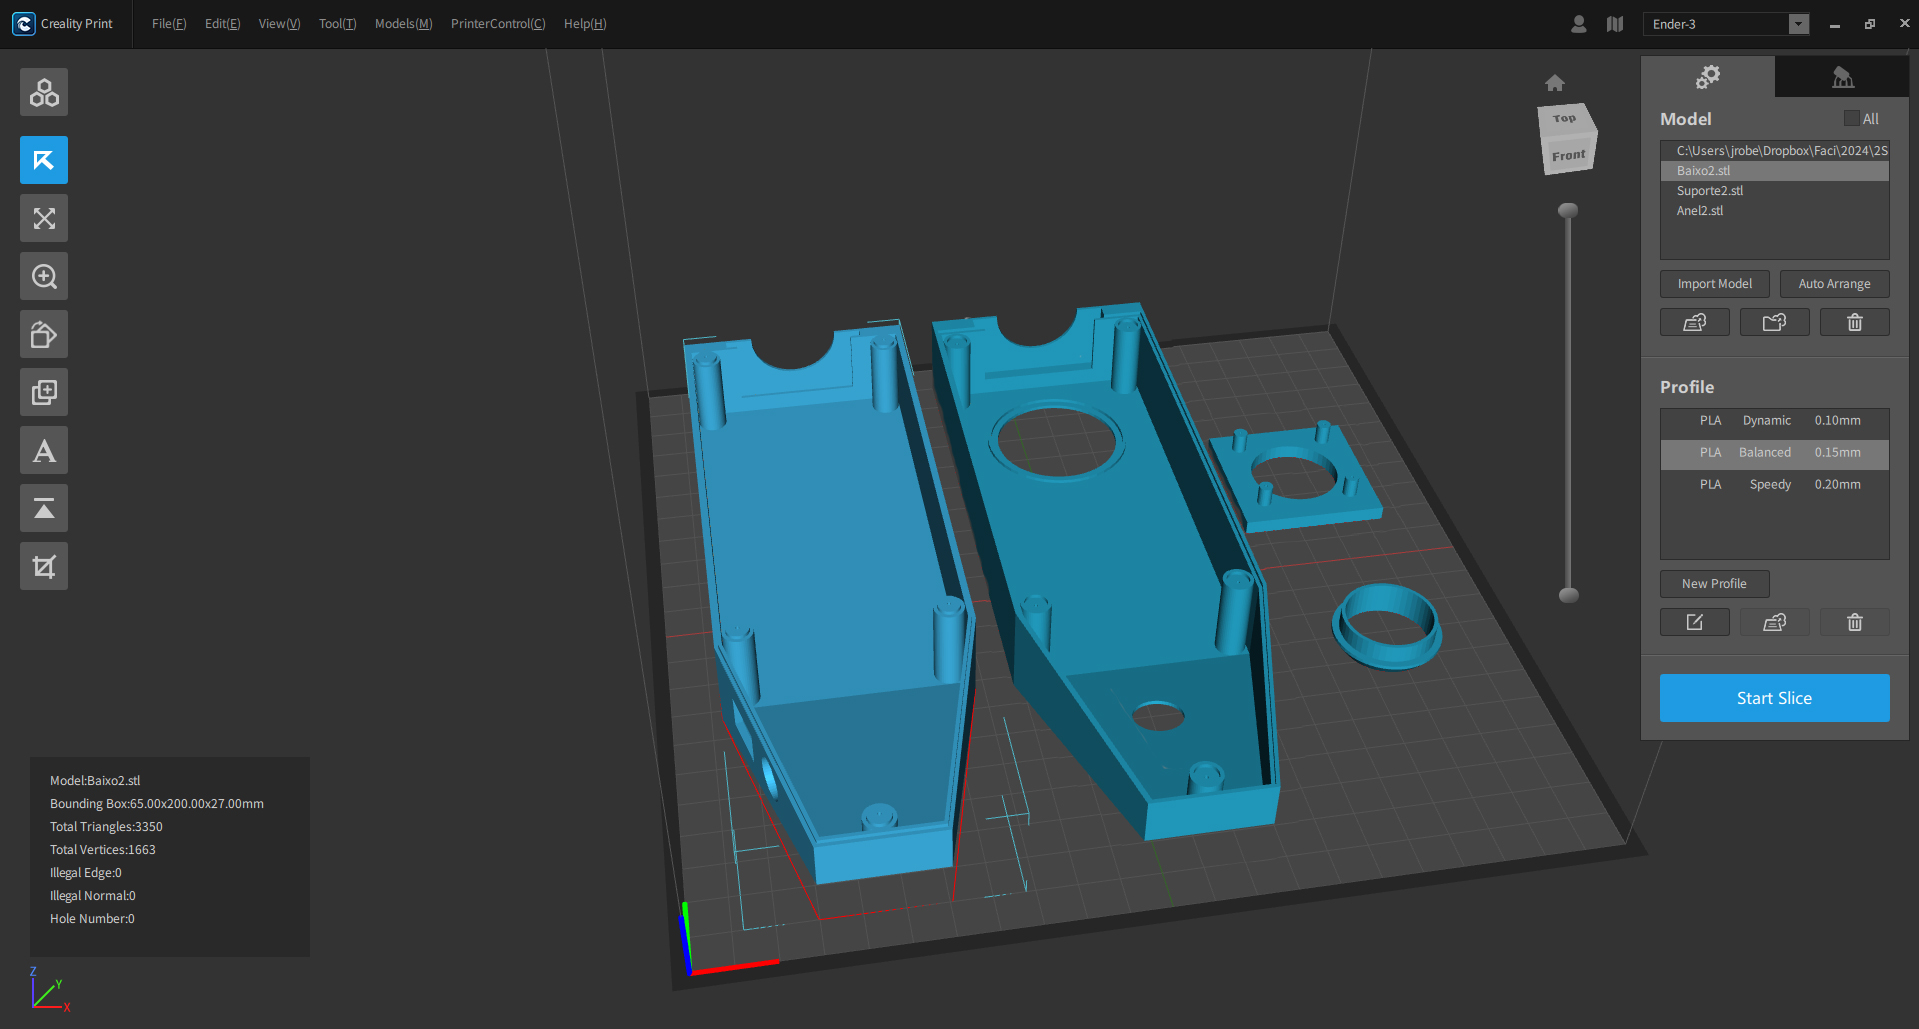 Creality Print
File(F) Edit(E) View(V) Tool(T) Models(M) PrinterControl(C) Help(H)
Ender-3
Top
Front
Model
All
C:\Users\jrobe\Dropbox\Faci\2024\2S
Baixo2.stl
Suporte2.stl
Anel2.stl
Import Model
Auto Arrange
Profile
PLA Dynamic 0.10mm
PLA Balanced 0.15mm
PLA Speedy 0.20mm
New Profile
Start Slice
Model:Baixo2.stl
Bounding Box:65.00x200.00x27.00mm
Total Triangles:3350
Total Vertices:1663
Illegal Edge:0
Illegal Normal:0
Hole Number:0
Z
Y
X